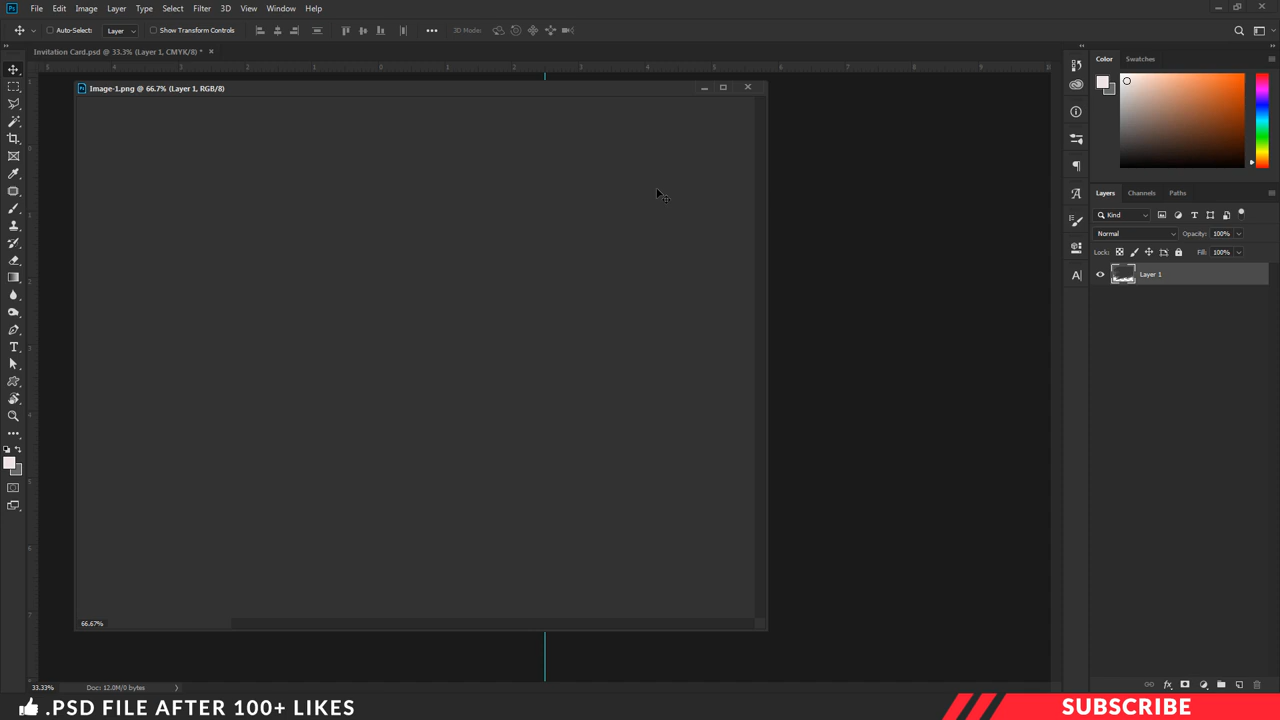 Ps File Edit Image Layer Type Select Filter 3D View Window Help
Auto-Select: Layer Show Transform Controls 3D Mode:
Invitation Card.psd @ 33.3% (Layer 1, CMYK/8) *
Color Swatches
Image-1.png @ 66.7% (Layer 1, RGB/8)
Layers Channels Paths
Kind
Normal Opacity: 100%
Lock: Fill: 100%
Layer 1
66.67%
33.33% Doc: 12.0M/0 bytes
.PSD FILE AFTER 100+ LIKES
SUBSCRIBE